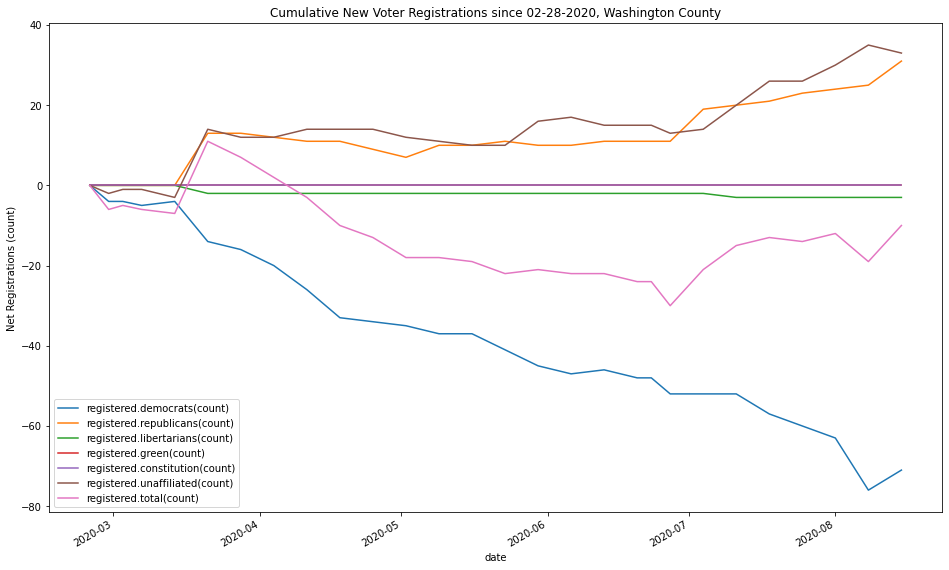 Cumulative New Voter Registrations since 02-28-2020, Washington County
40
20
0
−20
−40
−60
−80
Net Registrations (count)
registered.democrats(count)
registered.republicans(count)
registered.libertarians(count)
registered.green(count)
registered.constitution(count)
registered.unaffiliated(count)
registered.total(count)
2020-03
2020-04
2020-05
2020-06
2020-07
2020-08
date